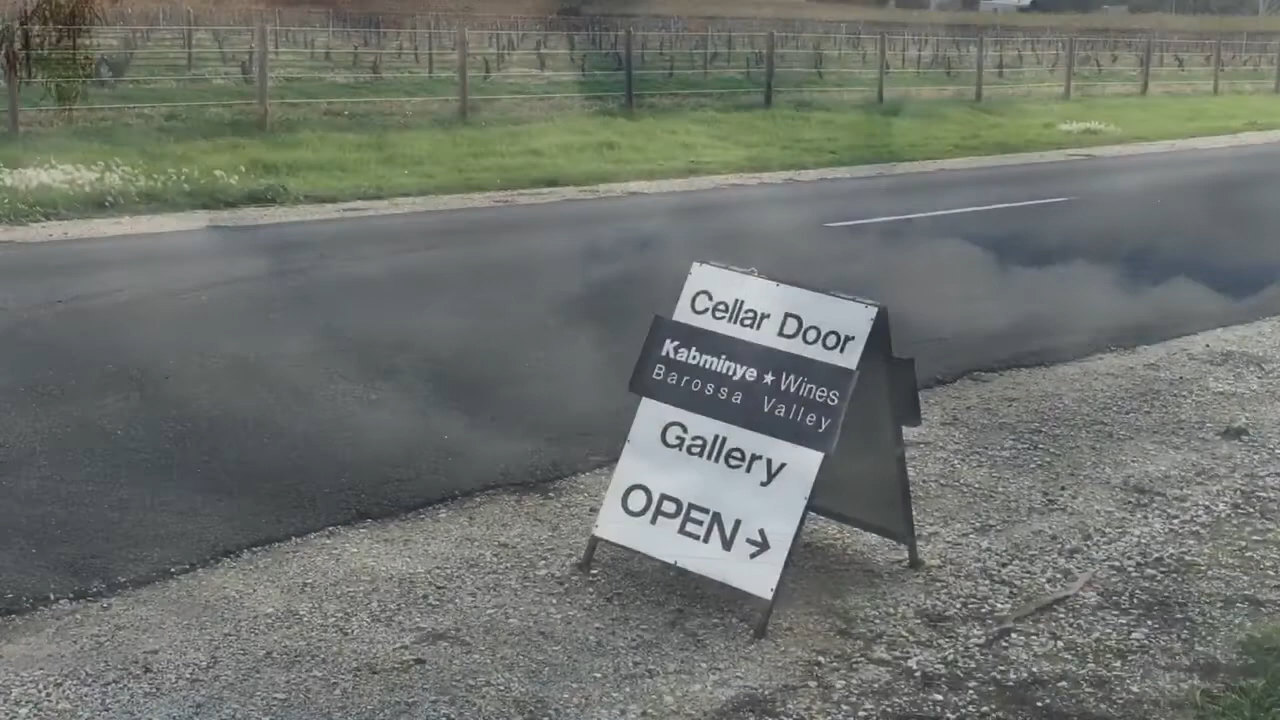 Cellar Door
Kabminye ★ Wines
Barossa Valley
Gallery
OPEN →